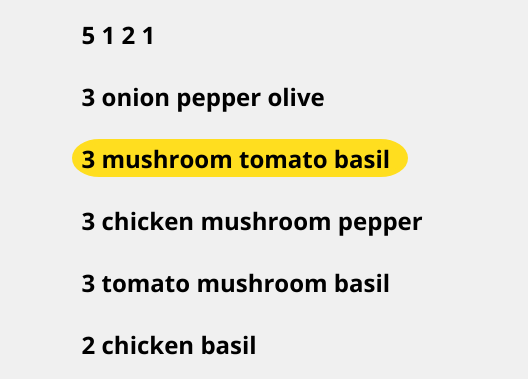 5 1 2 1
3 onion pepper olive
3 mushroom tomato basil
3 chicken mushroom pepper
3 tomato mushroom basil
2 chicken basil